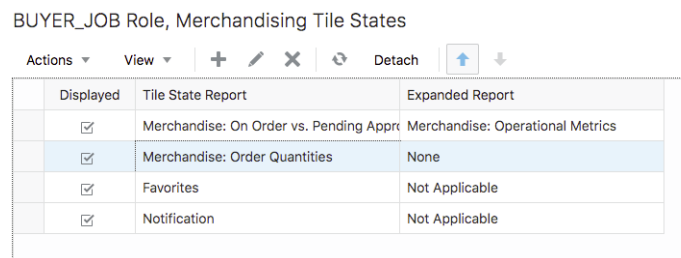 BUYER_JOB Role, Merchandising Tile States
Actions View Detach
Displayed Tile State Report Expanded Report
Merchandise: On Order vs. Pending Appro Merchandise: Operational Metrics
Merchandise: Order Quantities None
Favorites Not Applicable
Notification Not Applicable